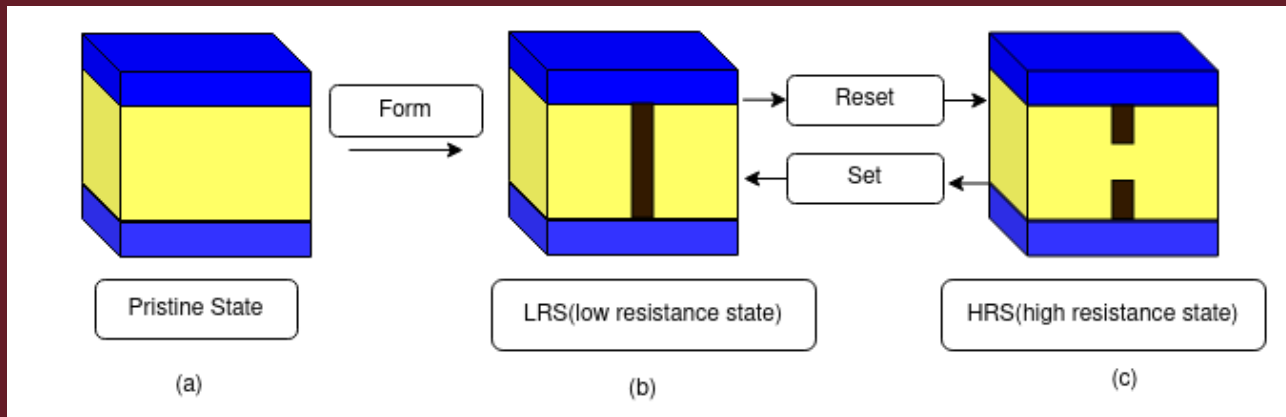 Form
Reset
Set
Pristine State
LRS(low resistance state)
HRS(high resistance state)
(a)
(b)
(c)